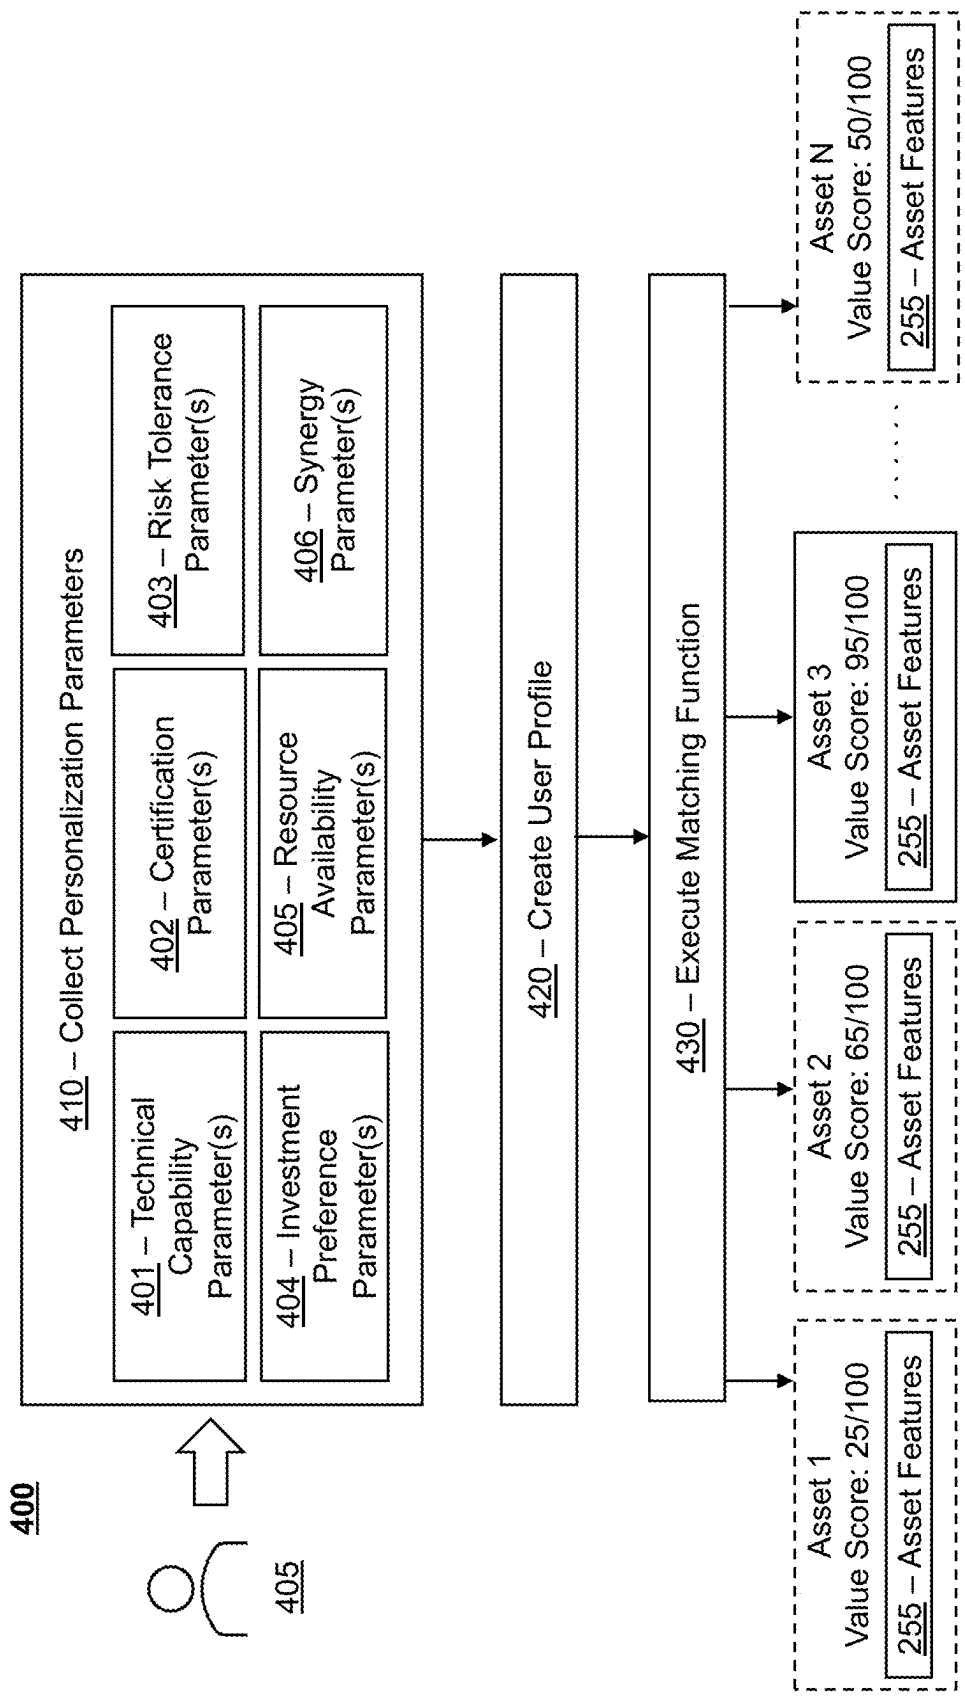 400
405
410 – Collect Personalization Parameters
401 – Technical
Capability
Parameter(s)
402 – Certification
Parameter(s)
403 – Risk Tolerance
Parameter(s)
404 – Investment
Preference
Parameter(s)
405 – Resource
Availability
Parameter(s)
406 – Synergy
Parameter(s)
420 – Create User Profile
430 – Execute Matching Function
Asset 1
Value Score: 25/100
255 – Asset Features
Asset 2
Value Score: 65/100
255 – Asset Features
Asset 3
Value Score: 95/100
255 – Asset Features
......
Asset N
Value Score: 50/100
255 – Asset Features